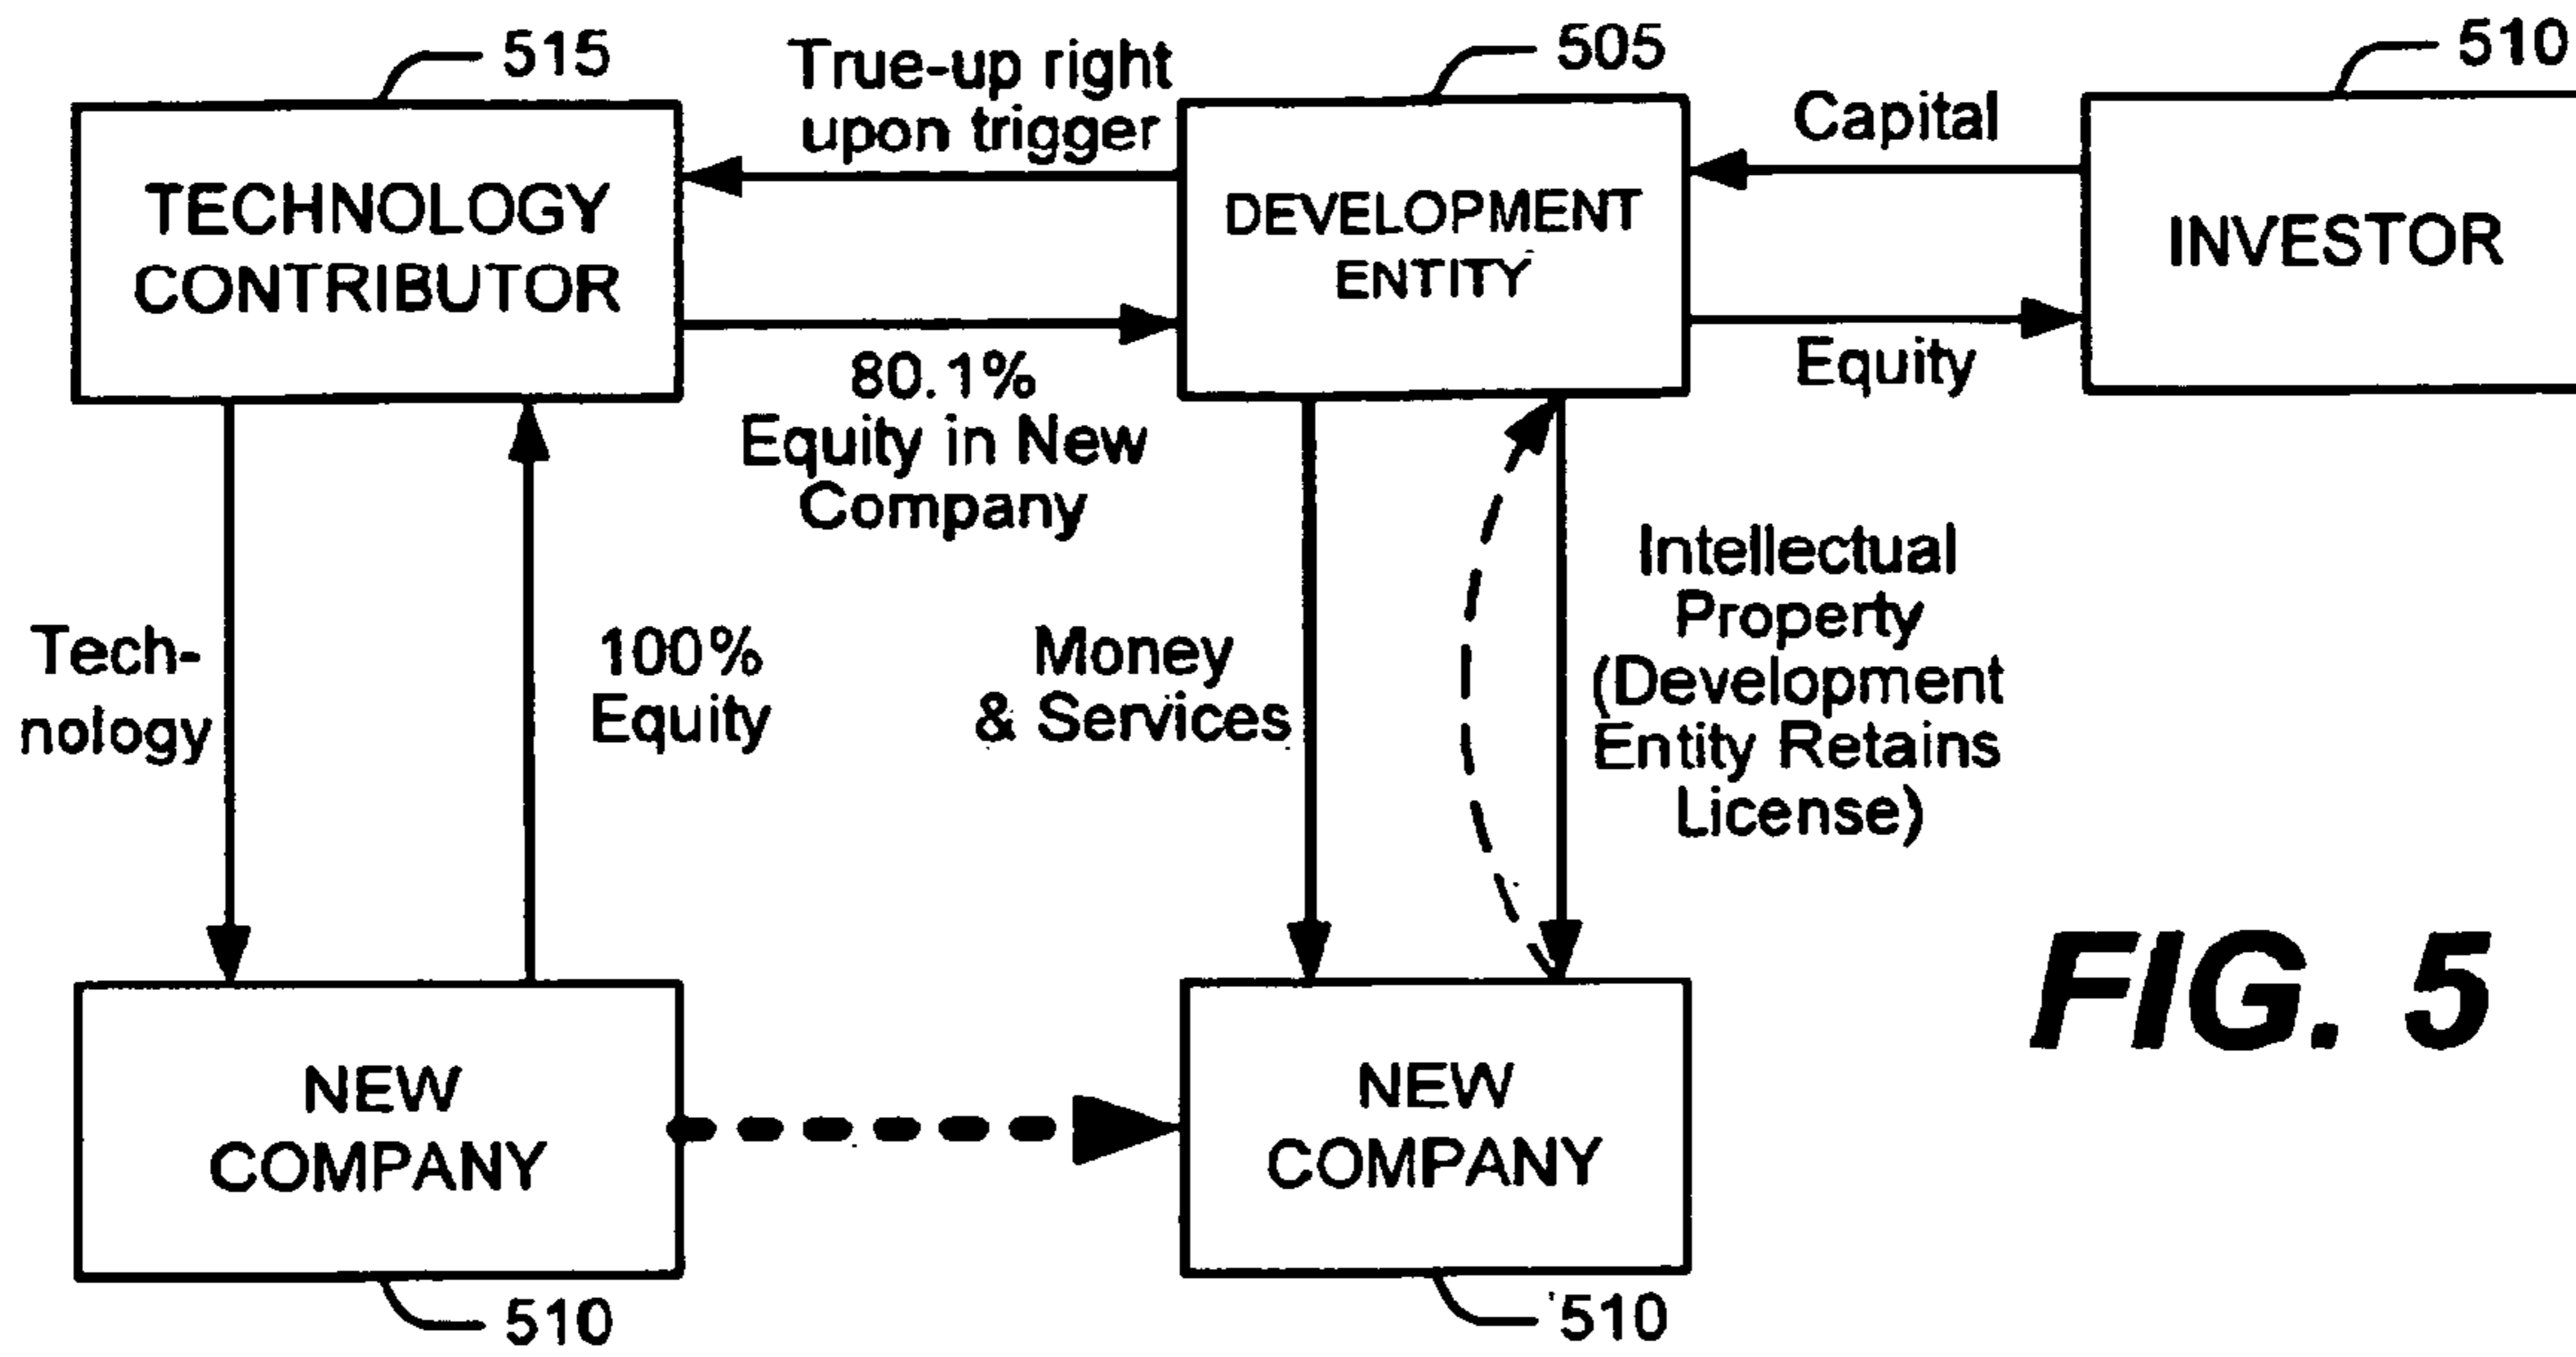 515
True-up right
upon trigger
505
510
Capital
TECHNOLOGY
CONTRIBUTOR
DEVELOPMENT
ENTITY
INVESTOR
80.1%
Equity in New
Company
Equity
Tech-
nology
100%
Equity
Money
& Services
Intellectual
Property
(Development
Entity Retains
License)
NEW
COMPANY
NEW
COMPANY
FIG. 5
510
510